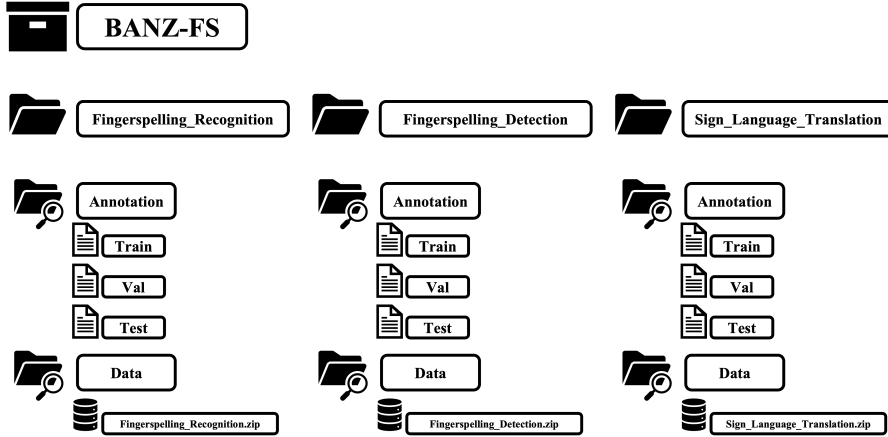 BANZ-FS
Fingerspelling_Recognition
Annotation
Train
Val
Test
Data
Fingerspelling_Recognition.zip
Fingerspelling_Detection
Annotation
Train
Val
Test
Data
Fingerspelling_Detection.zip
Sign_Language_Translation
Annotation
Train
Val
Test
Data
Sign_Language_Translation.zip